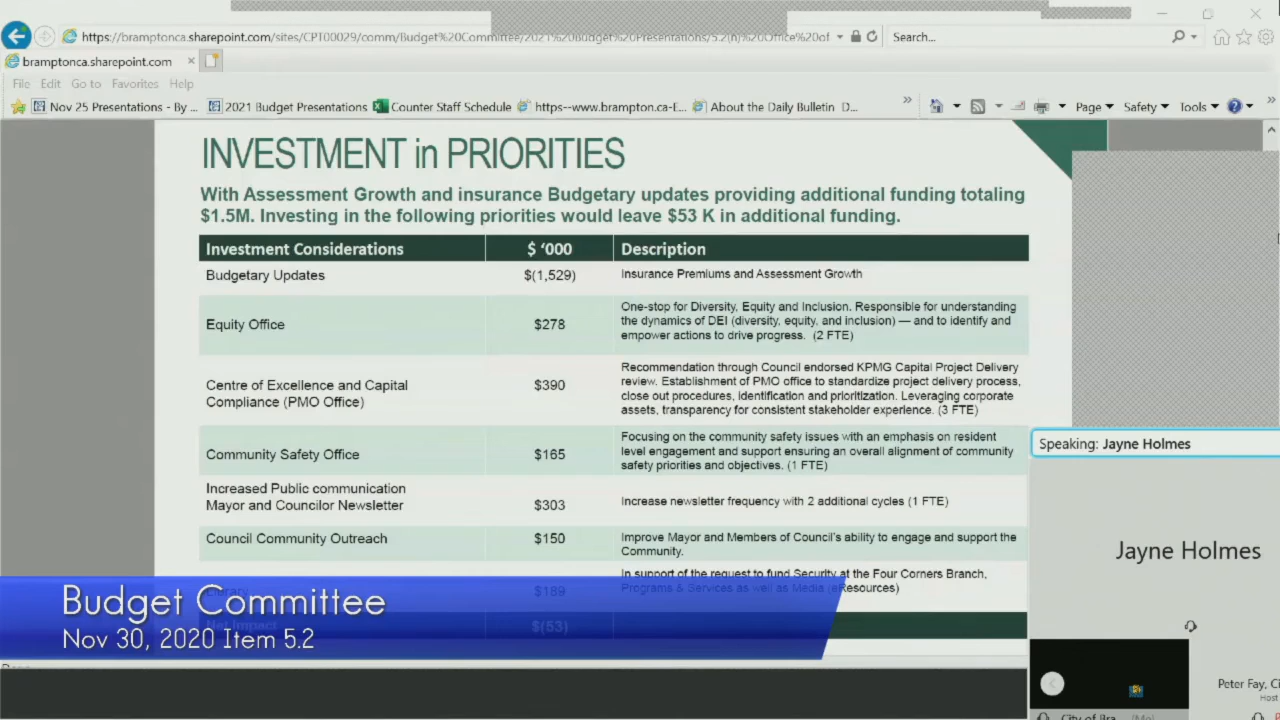 https://bramptonca.sharepoint.com/sites/CPT00029/comm/Budget%20Committee/2021%20Budget%20Presentations/5.2(h)%20Office%20of
Search...
bramptonca.sharepoint.com
File Edit Go to Favorites Help
Nov 25 Presentations - By ... 2021 Budget Presentations Counter Staff Schedule https--www.brampton.ca-E... About the Daily Bulletin D... Page Safety Tools
INVESTMENT in PRIORITIES
With Assessment Growth and insurance Budgetary updates providing additional funding totaling
$1.5M. Investing in the following priorities would leave $53 K in additional funding.
Investment Considerations $ ‘000 Description
Budgetary Updates $(1,529) Insurance Premiums and Assessment Growth
Equity Office $278
One-stop for Diversity, Equity and Inclusion. Responsible for understanding
the dynamics of DEI (diversity, equity, and inclusion) — and to identify and
empower actions to drive progress. (2 FTE)
Centre of Excellence and Capital
Compliance (PMO Office)
$390
Recommendation through Council endorsed KPMG Capital Project Delivery
review. Establishment of PMO office to standardize project delivery process,
close out procedures, identification and prioritization. Leveraging corporate
assets, transparency for consistent stakeholder experience. (3 FTE)
Community Safety Office $165
Focusing on the community safety issues with an emphasis on resident
level engagement and support ensuring an overall alignment of community
safety priorities and objectives. (1 FTE)
Increased Public communication
Mayor and Councilor Newsletter
$303
Increase newsletter frequency with 2 additional cycles (1 FTE)
Council Community Outreach $150
Improve Mayor and Members of Council's ability to engage and support the
Community.
Library $189
In support of the request to fund Security at the Four Corners Branch,
Programs & Services as well as Media (eResources)
Net Impact $(53)
Budget Committee
Nov 30, 2020 Item 5.2
Speaking: Jayne Holmes
Jayne Holmes
Peter Fay, Ci
Host
City of Bra... (Me)